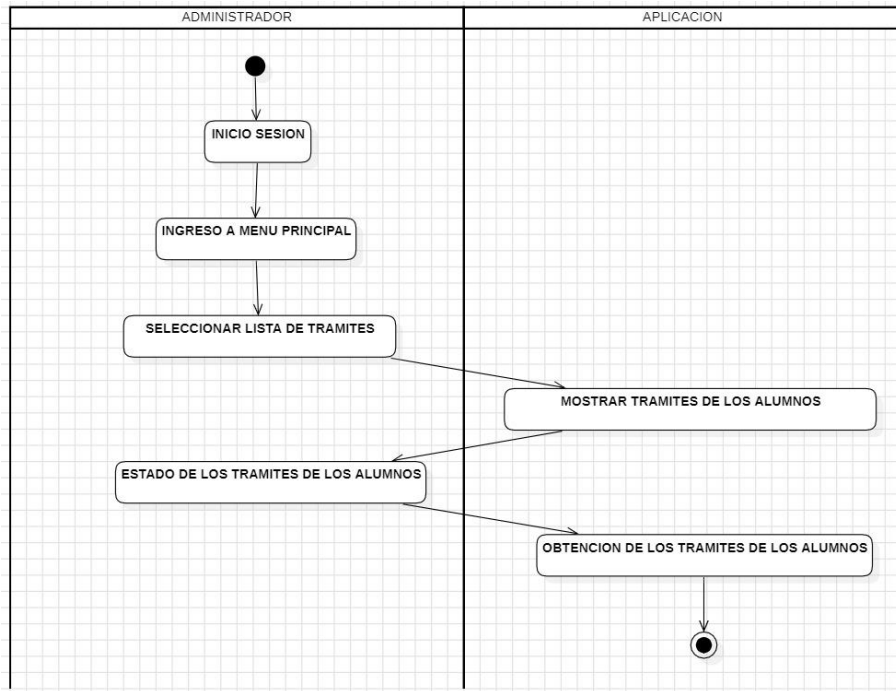 ADMINISTRADOR
APLICACION
INICIO SESION
INGRESO A MENU PRINCIPAL
SELECCIONAR LISTA DE TRAMITES
MOSTRAR TRAMITES DE LOS ALUMNOS
ESTADO DE LOS TRAMITES DE LOS ALUMNOS
OBTENCION DE LOS TRAMITES DE LOS ALUMNOS